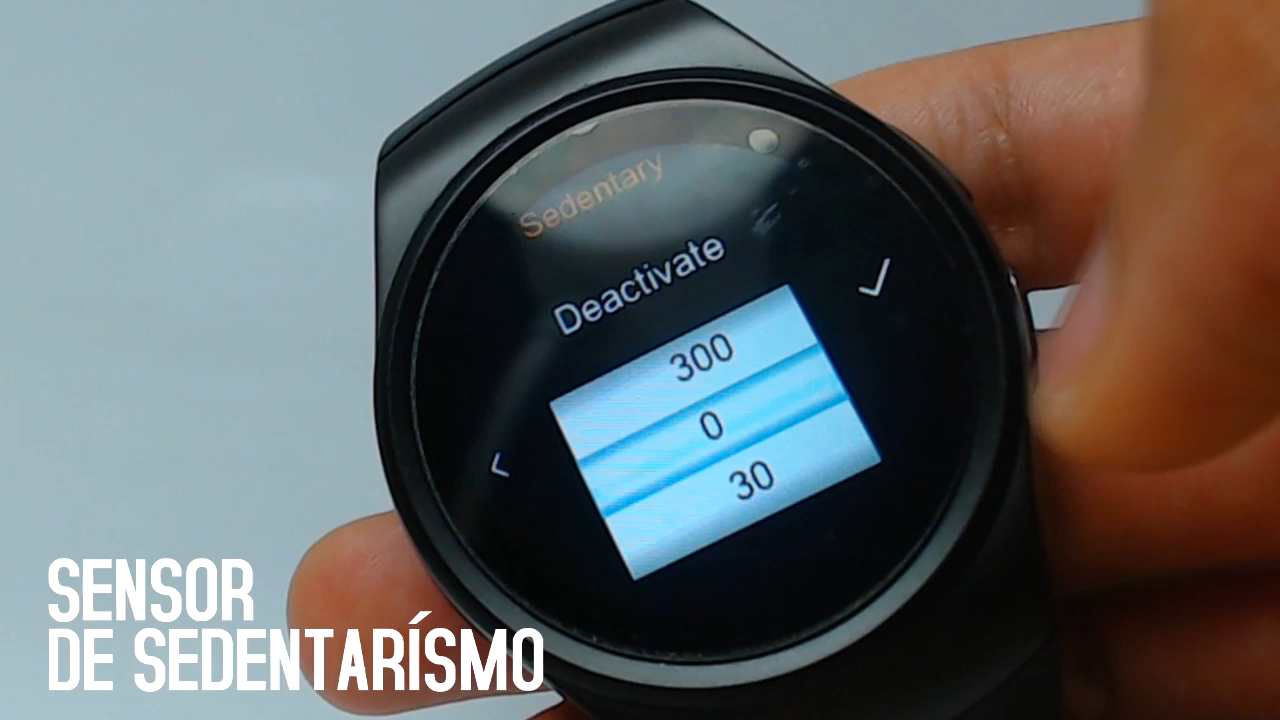 Sedentary
Deactivate
300
0
30
SENSOR
DE SEDENTARÍSMO